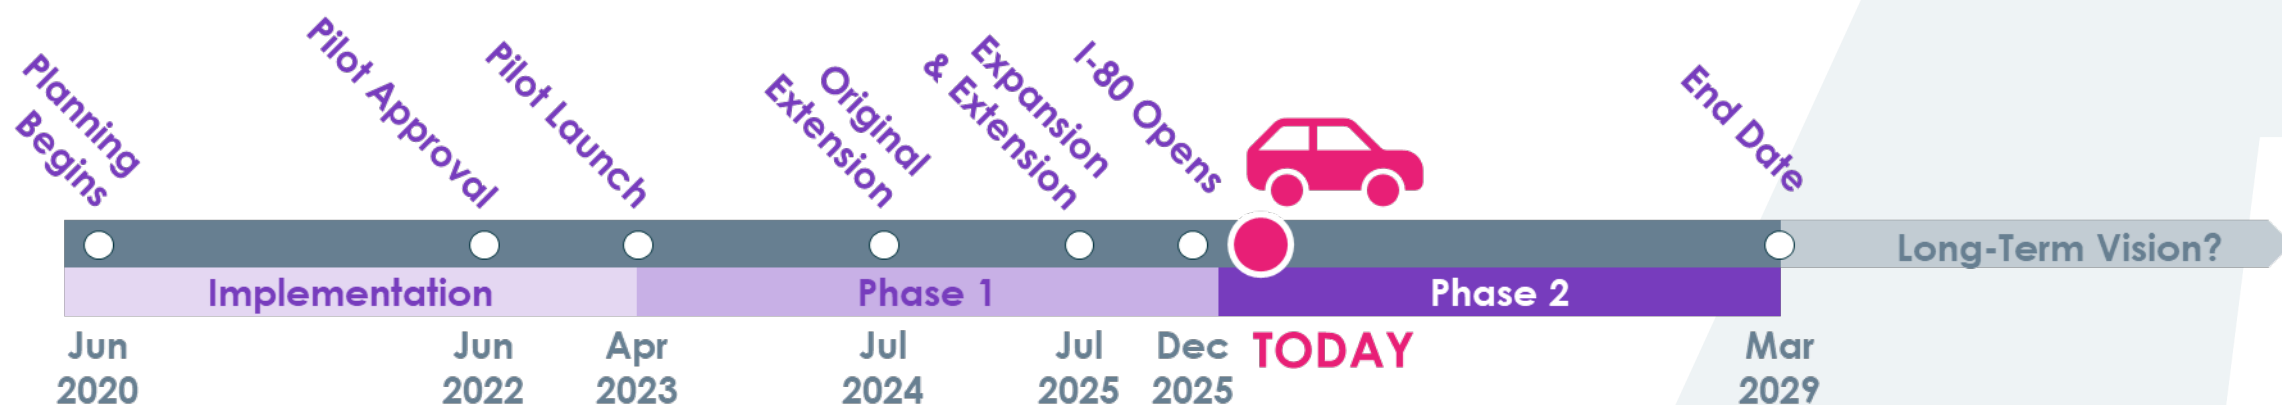 Planning
Begins
Pilot Approval
Pilot Launch
Original
Extension
Expansion
& Extension
I-80 Opens
End Date
Long-Term Vision?
Implementation
Phase 1
Phase 2
Jun
2020
Jun
2022
Apr
2023
Jul
2024
Jul
2025
Dec
2025
TODAY
Mar
2029